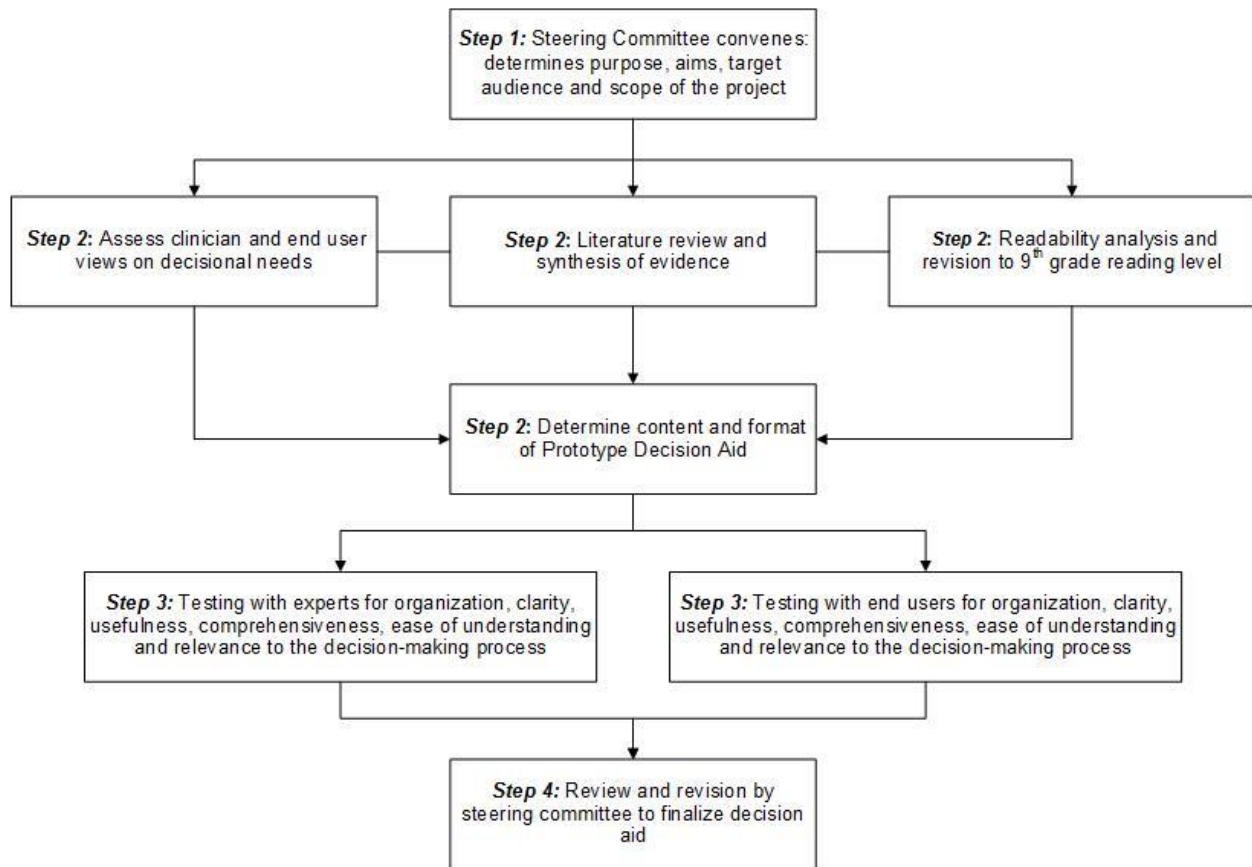 Step 1: Steering Committee convenes:
determines purpose, aims, target
audience and scope of the project
Step 2: Assess clinician and end user
views on decisional needs
Step 2: Literature review and
synthesis of evidence
Step 2: Readability analysis and
revision to 9th grade reading level
Step 2: Determine content and format
of Prototype Decision Aid
Step 3: Testing with experts for organization, clarity,
usefulness, comprehensiveness, ease of understanding
and relevance to the decision-making process
Step 3: Testing with end users for organization, clarity,
usefulness, comprehensiveness, ease of understanding
and relevance to the decision-making process
Step 4: Review and revision by
steering committee to finalize decision
aid